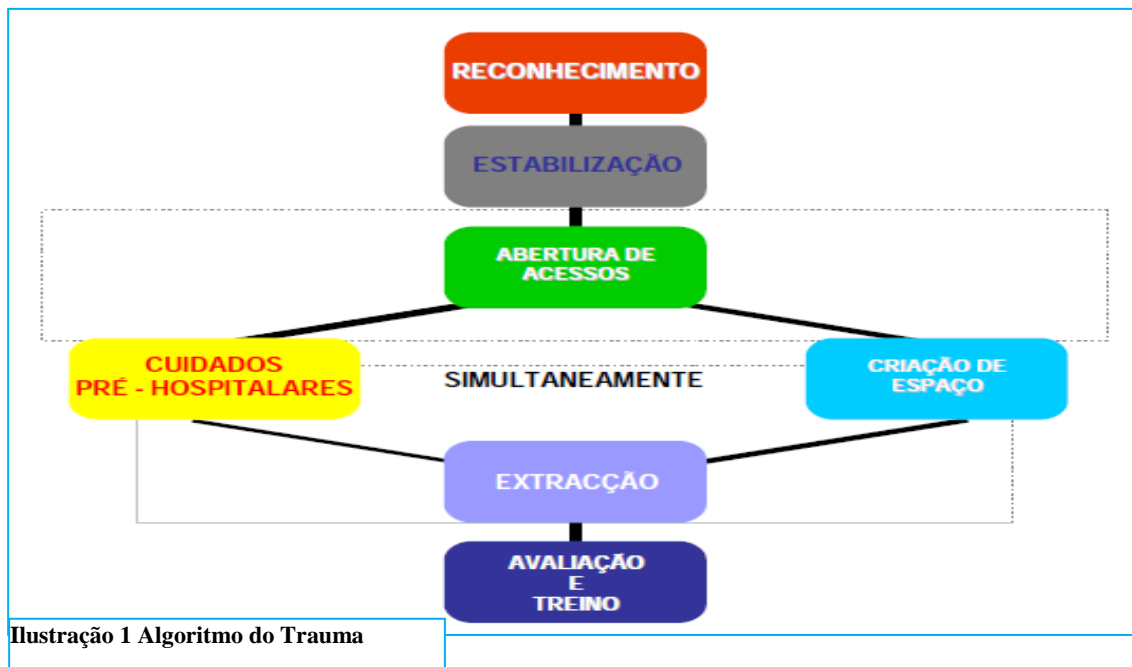 RECONHECIMENTO
ESTABILIZAÇÃO
ABERTURA DE
ACESSOS
CUIDADOS
PRÉ - HOSPITALARES
SIMULTANEAMENTE
CRIAÇÃO DE
ESPAÇO
EXTRACÇÃO
AVALIAÇÃO
E
TREINO
Ilustração 1 Algoritmo do Trauma